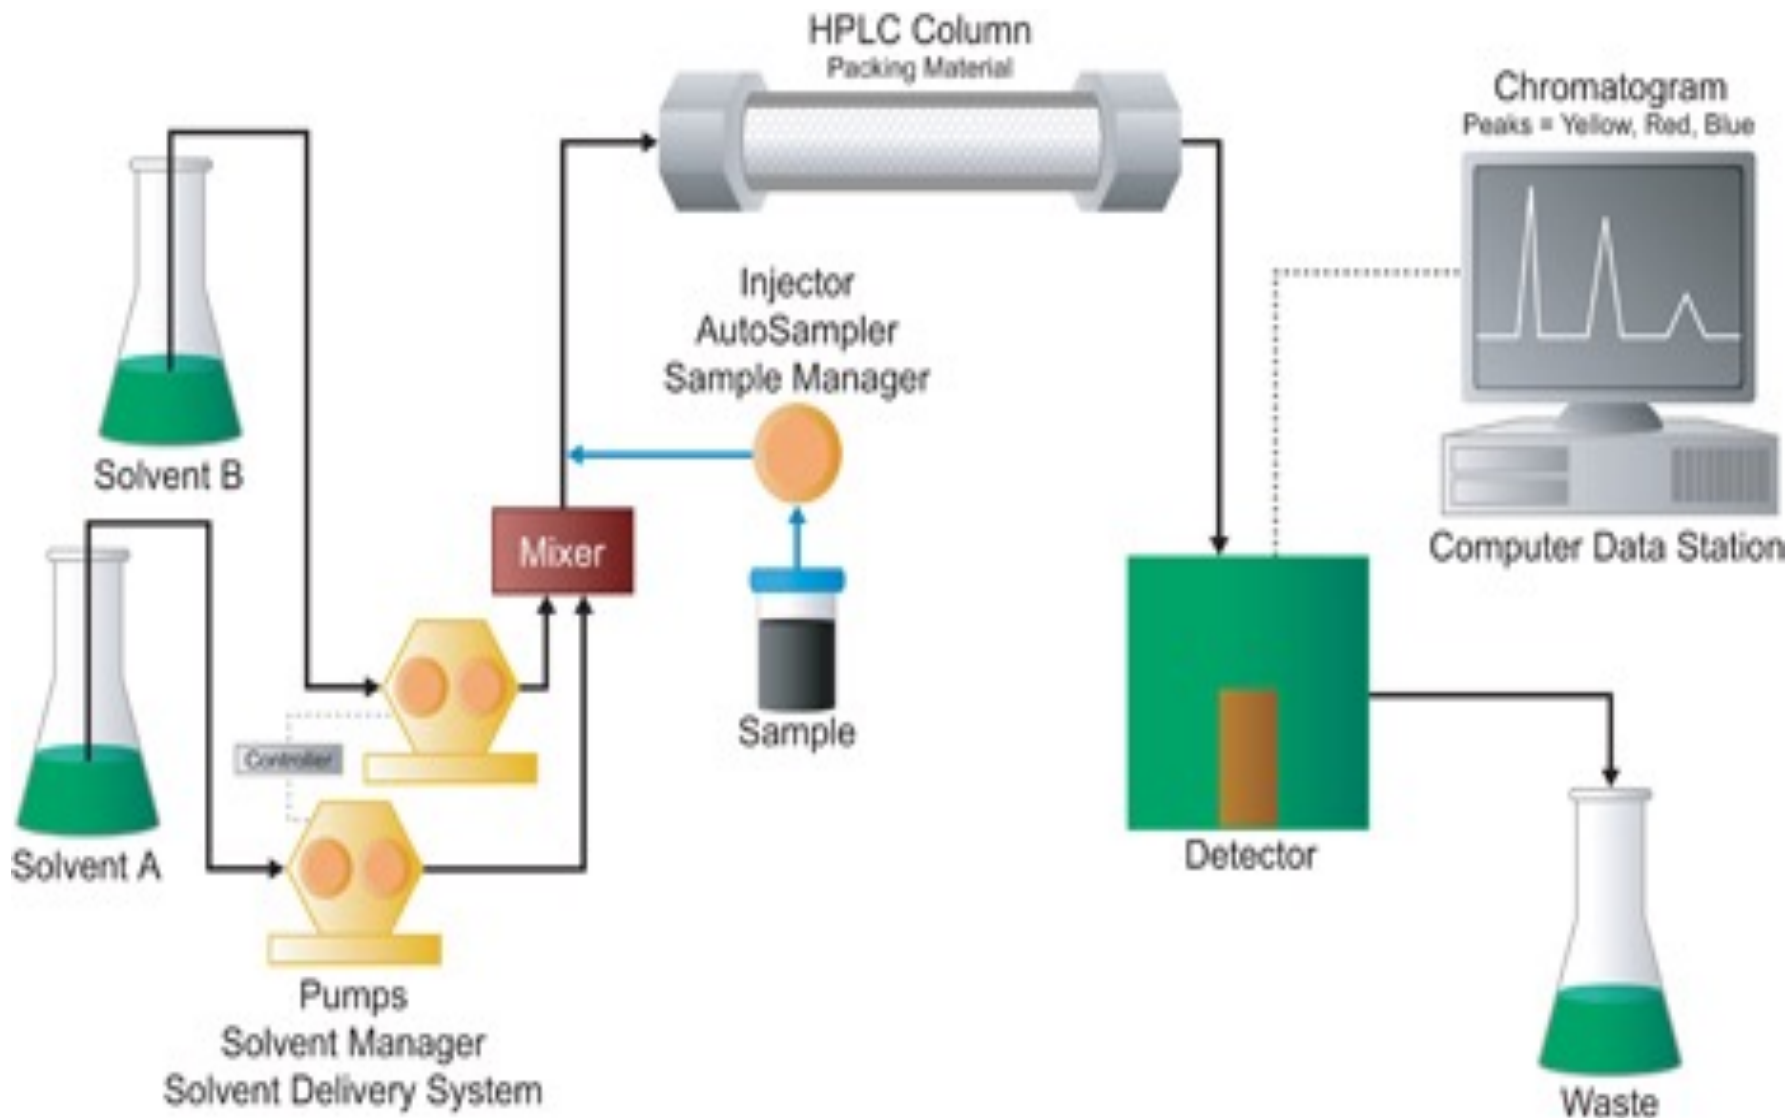 HPLC Column
Packing Material
Chromatogram
Peaks = Yellow, Red, Blue
Injector
AutoSampler
Sample Manager
Solvent B
Mixer
Computer Data Station
Sample
Controller
Solvent A
Detector
Pumps
Solvent Manager
Solvent Delivery System
Waste